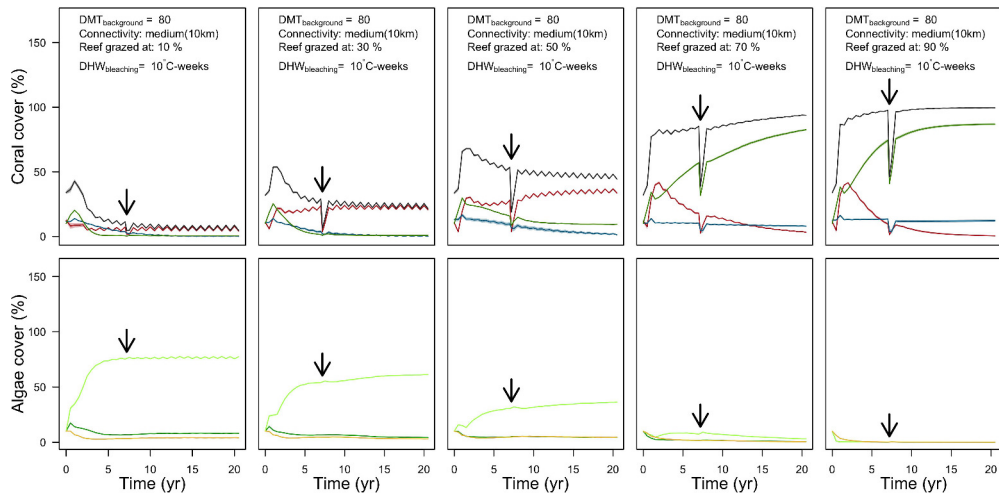 DMTbackground = 80
Connectivity: medium(10km)
Reef grazed at: 10 %
DHWbleaching= 10°C-weeks
DMTbackground = 80
Connectivity: medium(10km)
Reef grazed at: 30 %
DHWbleaching= 10°C-weeks
DMTbackground = 80
Connectivity: medium(10km)
Reef grazed at: 50 %
DHWbleaching= 10°C-weeks
DMTbackground = 80
Connectivity: medium(10km)
Reef grazed at: 70 %
DHWbleaching= 10°C-weeks
DMTbackground = 80
Connectivity: medium(10km)
Reef grazed at: 90 %
DHWbleaching= 10°C-weeks
Coral cover (%)
150
100
50
0
Algae cover (%)
150
100
50
0
0 5 10 15 20
0 5 10 15 20
0 5 10 15 20
0 5 10 15 20
0 5 10 15 20
Time (yr)
Time (yr)
Time (yr)
Time (yr)
Time (yr)